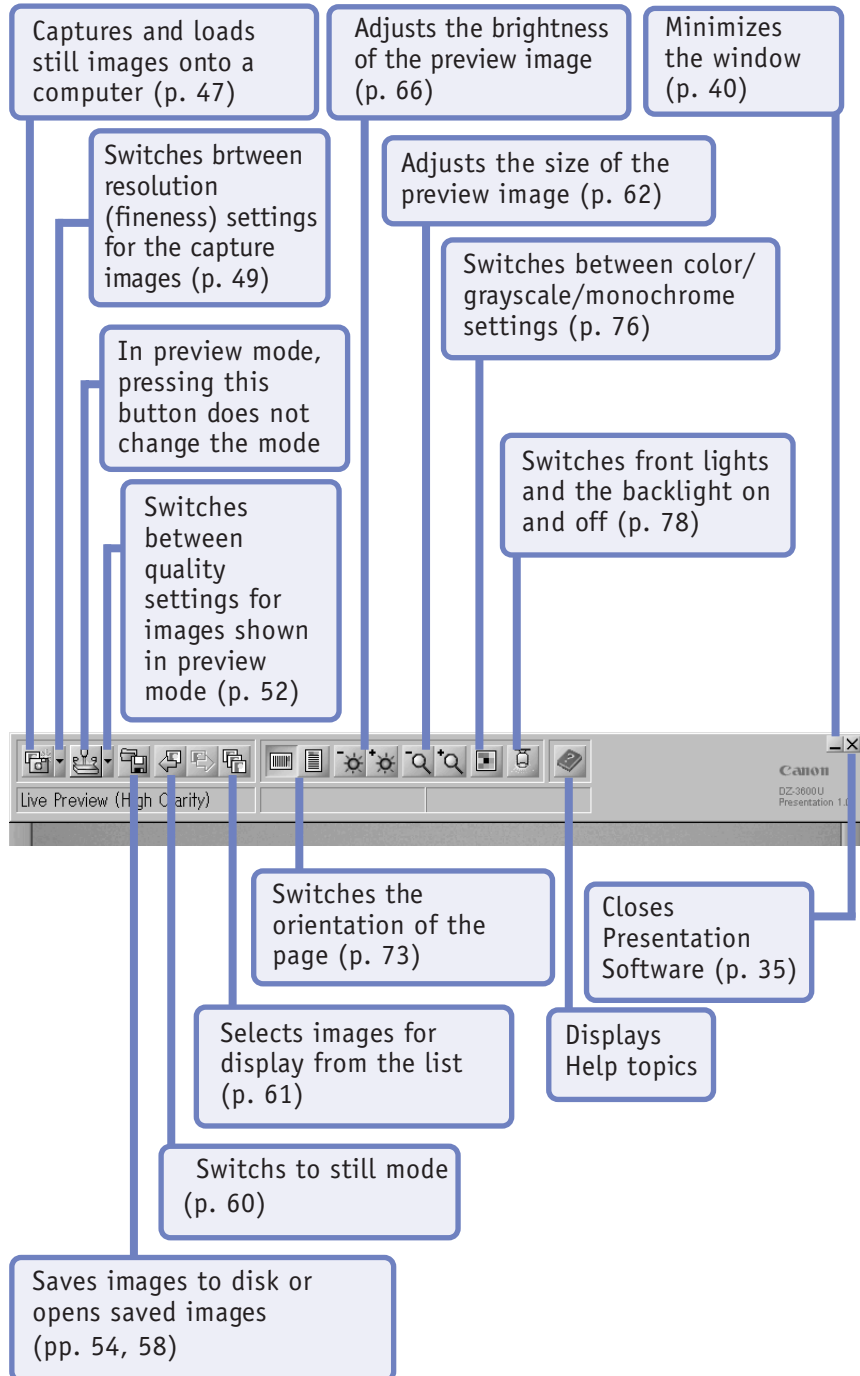 Captures and loads
still images onto a
computer (p. 47)
Adjusts the brightness
of the preview image
(p. 66)
Minimizes
the window
(p. 40)
Switches brtween
resolution
(fineness) settings
for the capture
images (p. 49)
Adjusts the size of the
preview image (p. 62)
Switches between color/
grayscale/monochrome
settings (p. 76)
In preview mode,
pressing this
button does not
change the mode
Switches front lights
and the backlight on
and off (p. 78)
Switches
between
quality
settings for
images shown
in preview
mode (p. 52)
Canon
DZ-3600U
Presentation
Live Preview (High Clarity)
Switches the
orientation of the
page (p. 73)
Closes
Presentation
Software (p. 35)
Selects images for
display from the list
(p. 61)
Displays
Help topics
Switchs to still mode
(p. 60)
Saves images to disk or
opens saved images
(pp. 54, 58)